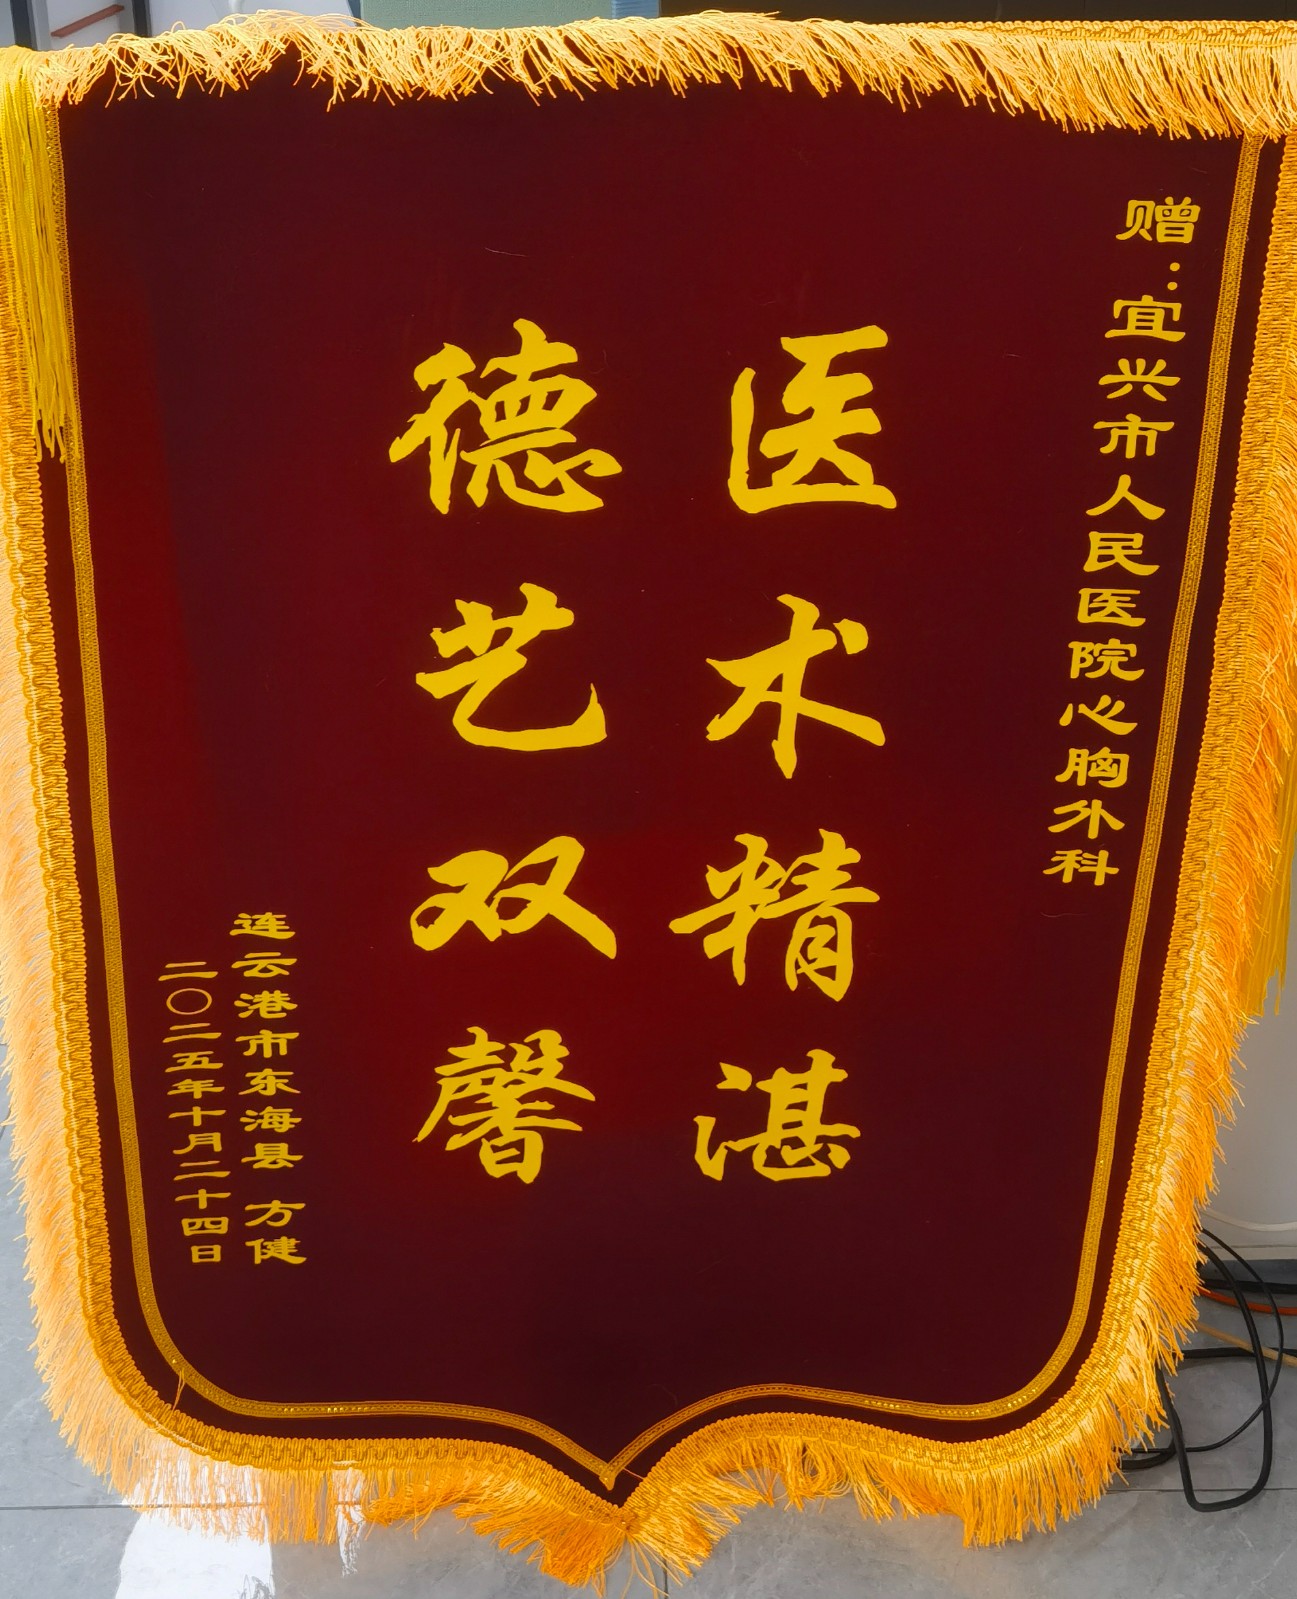 赠：宜兴市人民医院心胸外科
医术精湛
德艺双馨
连云港市东海县 方健
二〇二五年十月二十四日